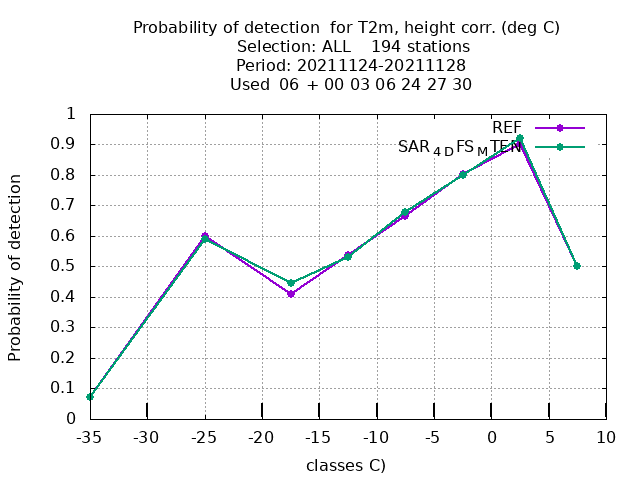 Probability of detection  for T2m, height corr. (deg C)
Selection: ALL    194 stations
Period: 20211124-20211128
Used  06  + 00 03 06 24 27 30
REF
SAR4DFSMTEN
Probability of detection
1
0.9
0.8
0.7
0.6
0.5
0.4
0.3
0.2
0.1
0
-35 -30 -25 -20 -15 -10 -5 0 5 10
classes C)